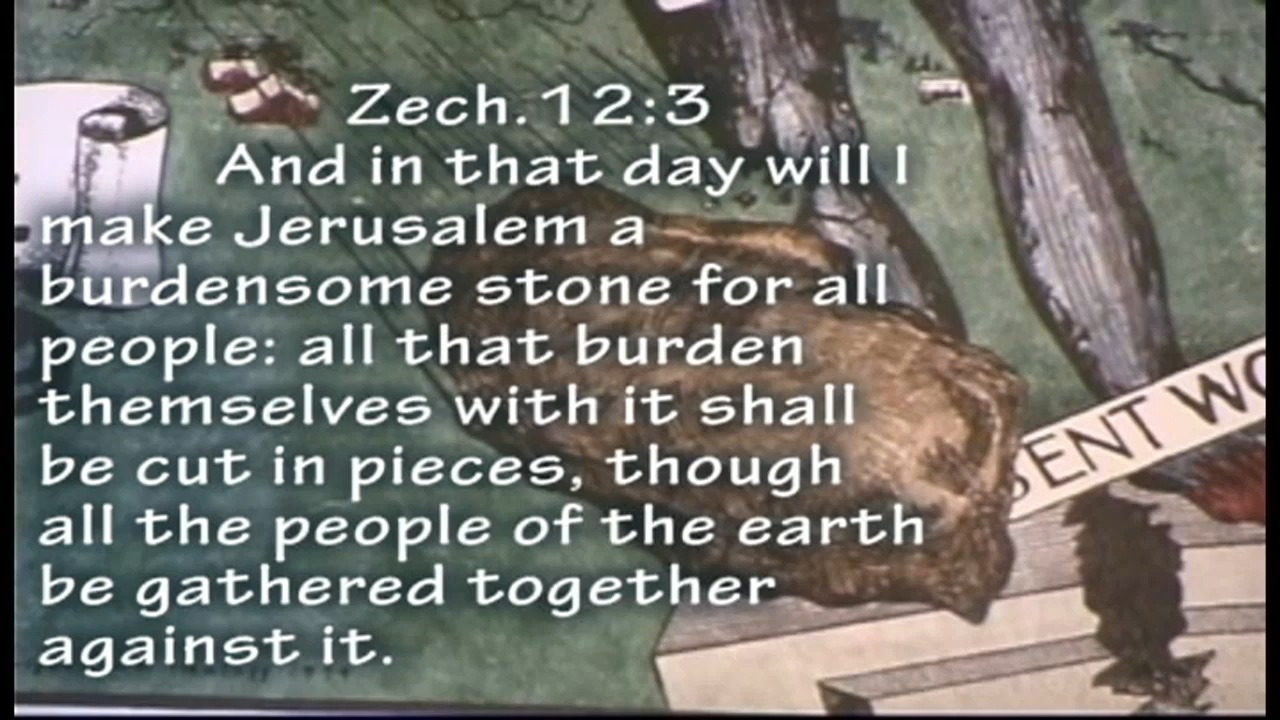 Zech.12:3
And in that day will I
make Jerusalem a
burdensome stone for all
people: all that burden
themselves with it shall
be cut in pieces, though
all the people of the earth
be gathered together
against it.